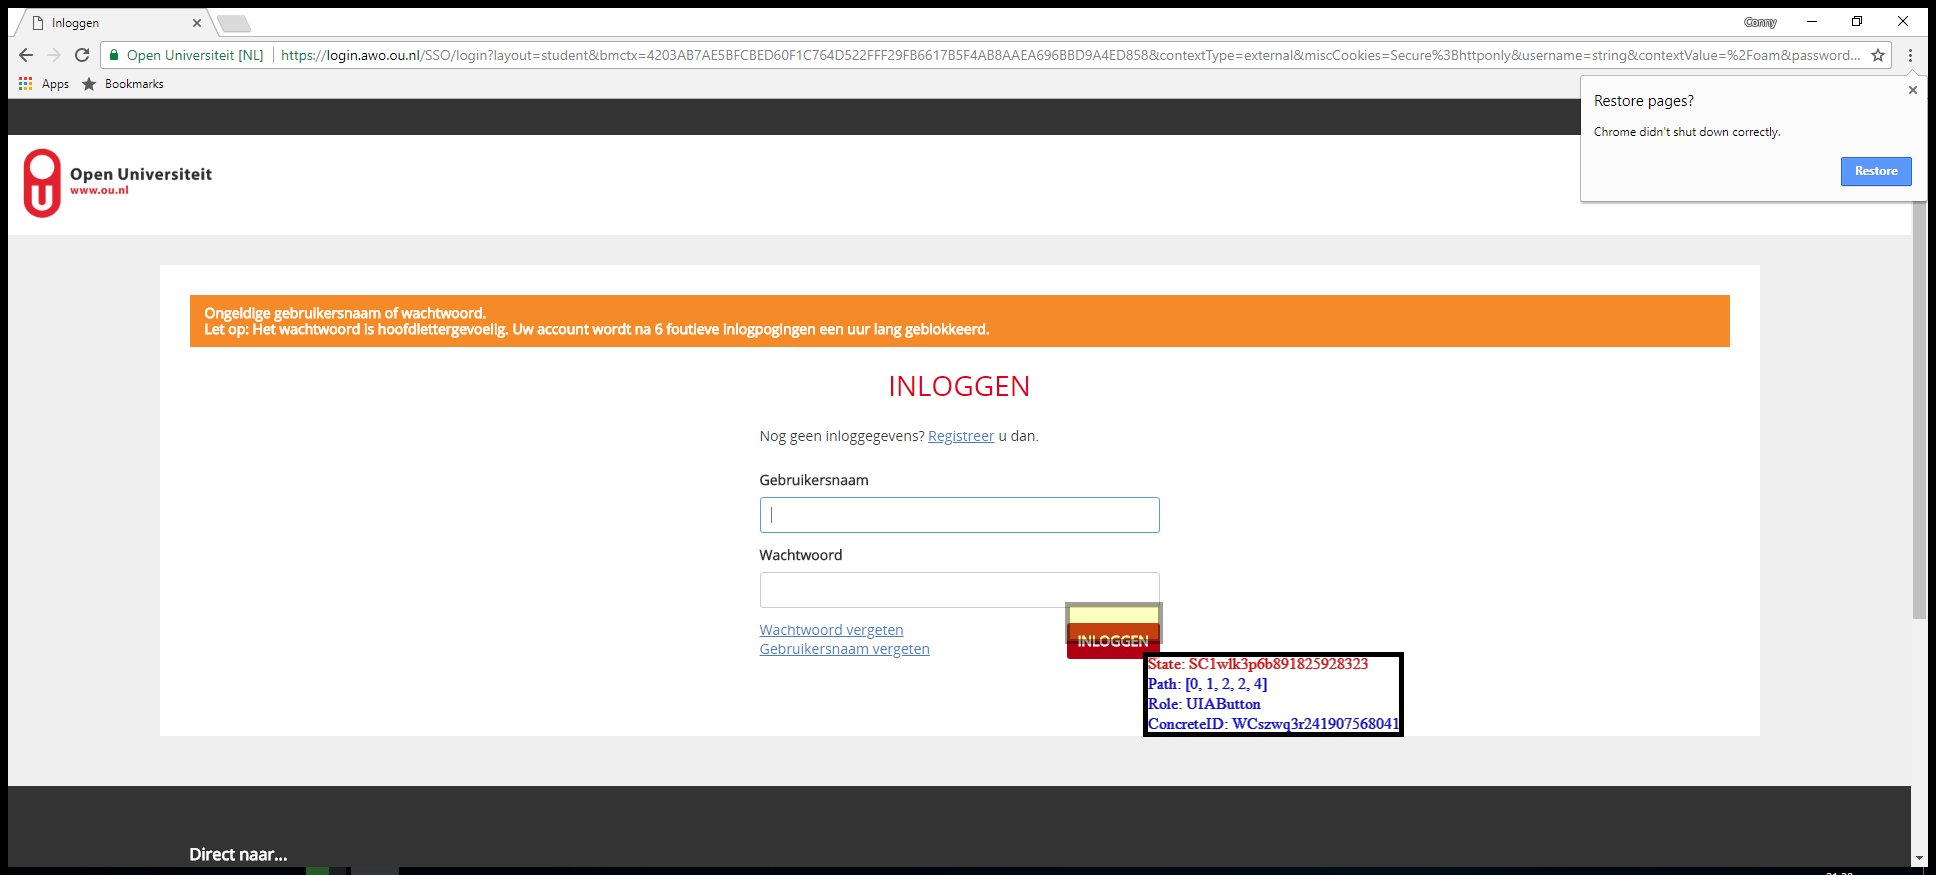 Inloggen
Conny
Open Universiteit [NL]
https://login.awo.ou.nl/SSO/login?layout=student&bmctx=4203AB7AE5BFCBED60F1C764D522FFF29FB6617B5F4AB8AAEA696BBD9A4ED858&contextType=external&miscCookies=Secure%3Bhttponly&username=string&contextValue=%2Foam&password...
Apps
Bookmarks
Restore pages?
Chrome didn't shut down correctly.
Restore
Open Universiteit
www.ou.nl
Ongeldige gebruikersnaam of wachtwoord.
Let op: Het wachtwoord is hoofdlettergevoelig. Uw account wordt na 6 foutieve inlogpogingen een uur lang geblokkeerd.
INLOGGEN
Nog geen inloggegevens? Registreer u dan.
Gebruikersnaam
Wachtwoord
Wachtwoord vergeten
Gebruikersnaam vergeten
INLOGGEN
State: SC1wlk3p6b891825928323
Path: [0, 1, 2, 2, 4]
Role: UIAButton
ConcreteID: WCszwq3r241907568041
Direct naar...